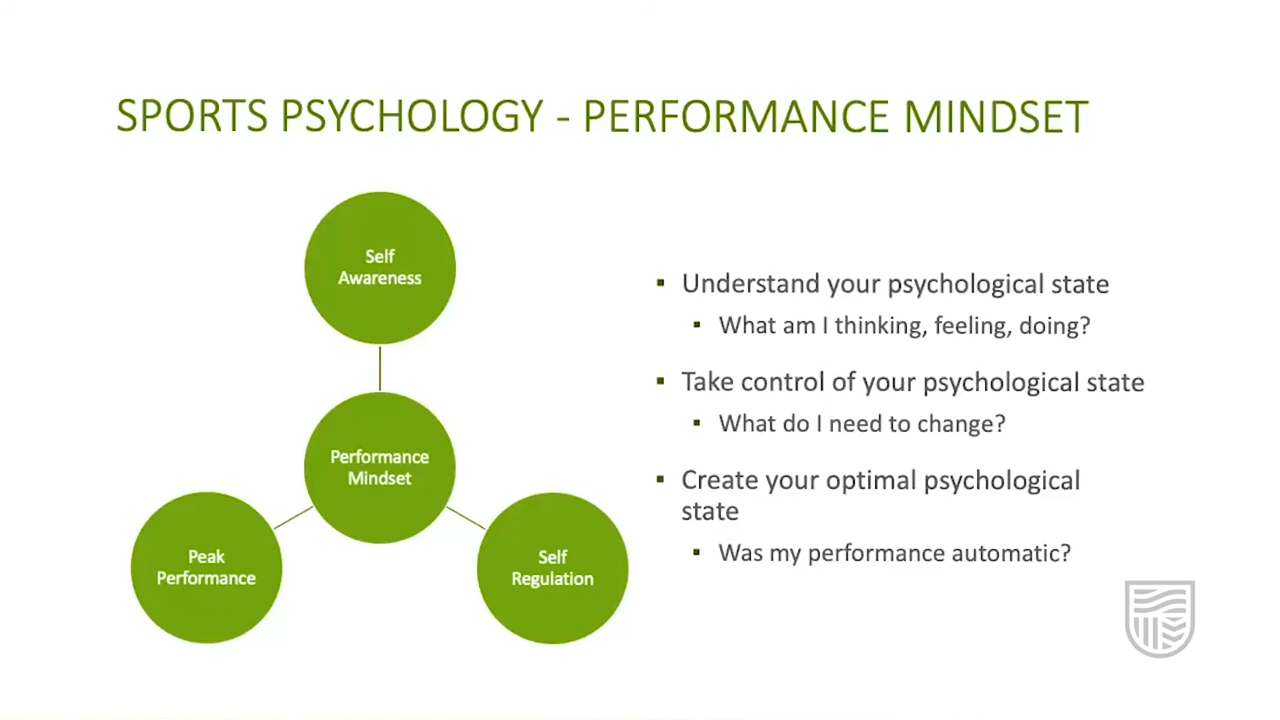 SPORTS PSYCHOLOGY - PERFORMANCE MINDSET
Self
Awareness
Performance
Mindset
Peak
Performance
Self
Regulation
▪ Understand your psychological state
▪ What am I thinking, feeling, doing?
▪ Take control of your psychological state
▪ What do I need to change?
▪ Create your optimal psychological
state
▪ Was my performance automatic?